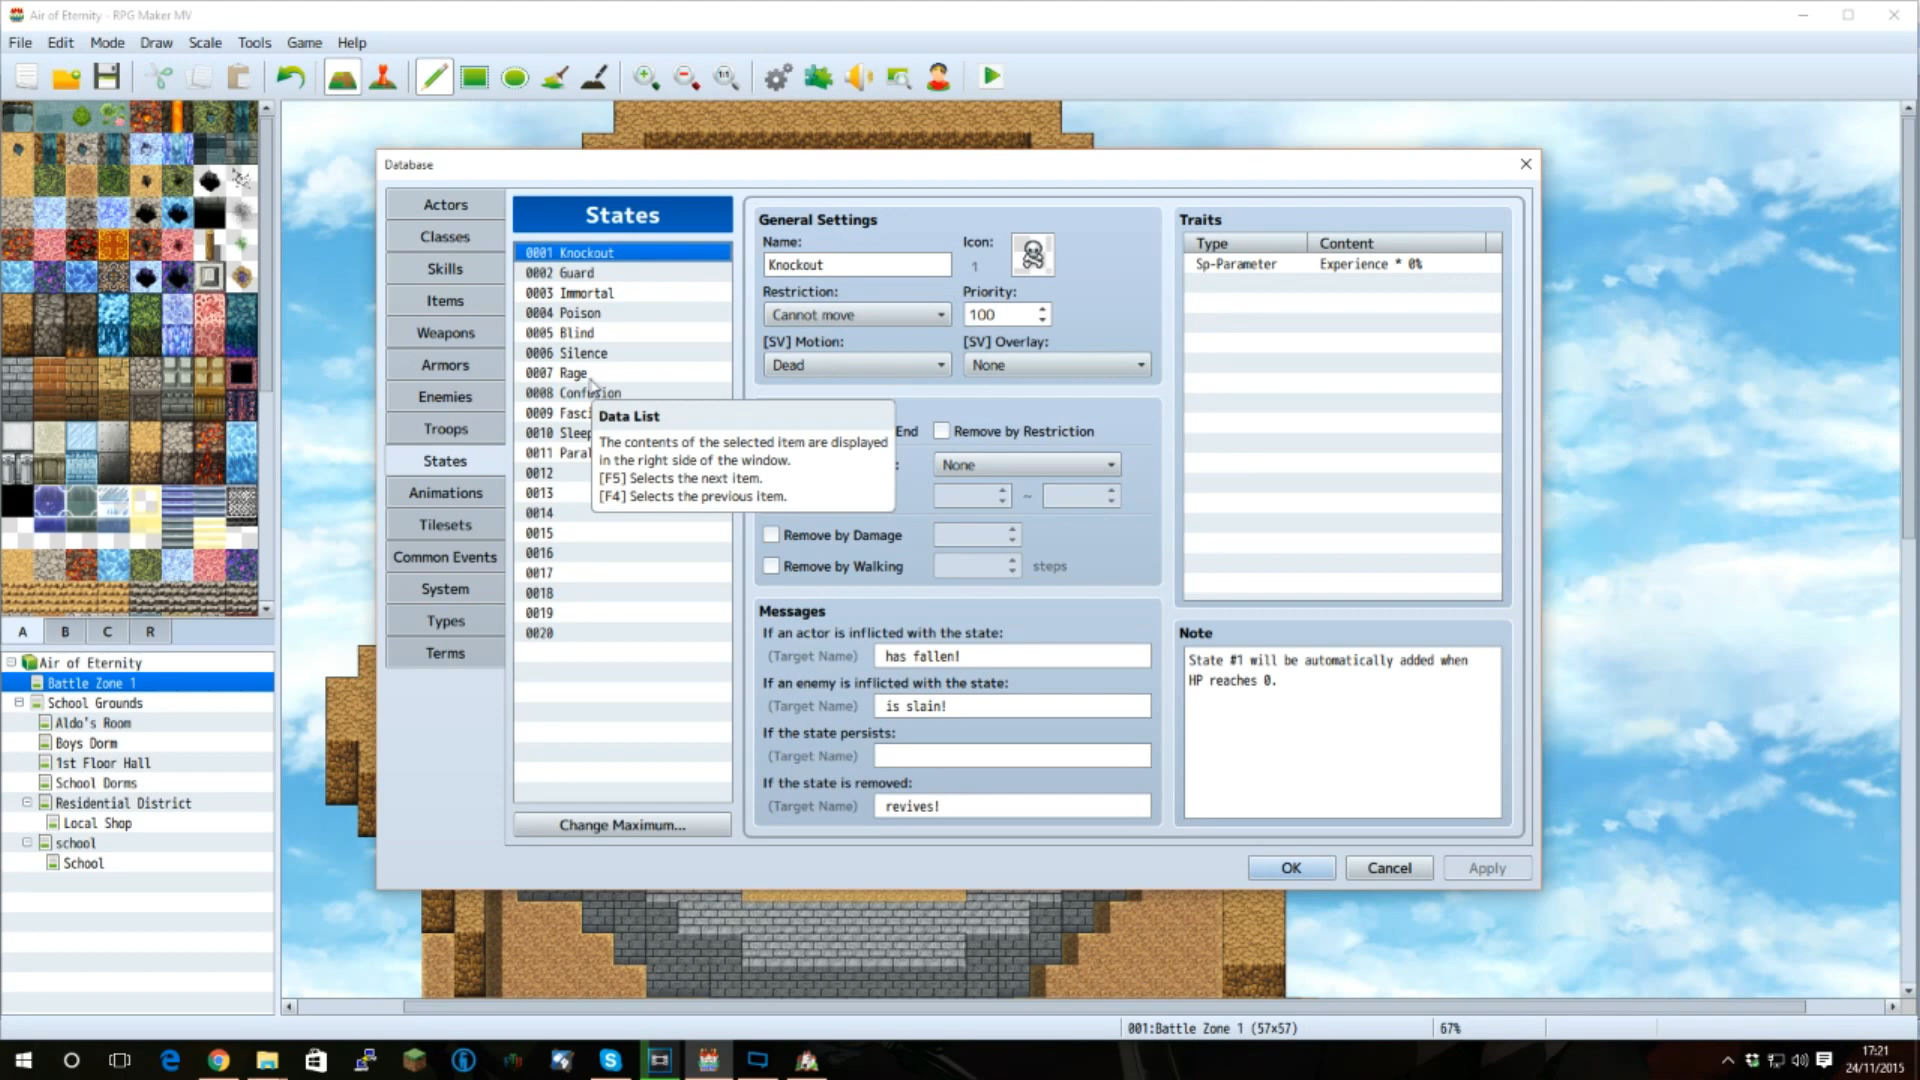 Air of Eternity - RPG Maker MV
File Edit Mode Draw Scale Tools Game Help
1:1
Database
Actors
Classes
Skills
Items
Weapons
Armors
Enemies
Troops
States
Animations
Tilesets
Common Events
System
Types
Terms
States
0001 Knockout
0002 Guard
0003 Immortal
0004 Poison
0005 Blind
0006 Silence
0007 Rage
0008 Confusion
0009 Fasci
0010 Sleep
0011 Paral
0012
0013
0014
0015
0016
0017
0018
0019
0020
Change Maximum...
Data List
The contents of the selected item are displayed
in the right side of the window.
[F5] Selects the next item.
[F4] Selects the previous item.
General Settings
Name: Icon:
Knockout 1
Restriction: Priority:
Cannot move 100
[SV] Motion: [SV] Overlay:
Dead None
End Remove by Restriction
: None
~
Remove by Damage
Remove by Walking steps
Messages
If an actor is inflicted with the state:
(Target Name) has fallen!
If an enemy is inflicted with the state:
(Target Name) is slain!
If the state persists:
(Target Name)
If the state is removed:
(Target Name) revives!
Traits
Type Content
Sp-Parameter Experience * 0%
Note
State #1 will be automatically added when
HP reaches 0.
OK Cancel Apply
A B C R
Air of Eternity
Battle Zone 1
School Grounds
Aldo's Room
Boys Dorm
1st Floor Hall
School Dorms
Residential District
Local Shop
school
School
001:Battle Zone 1 (57x57) 67%
17:21
24/11/2015